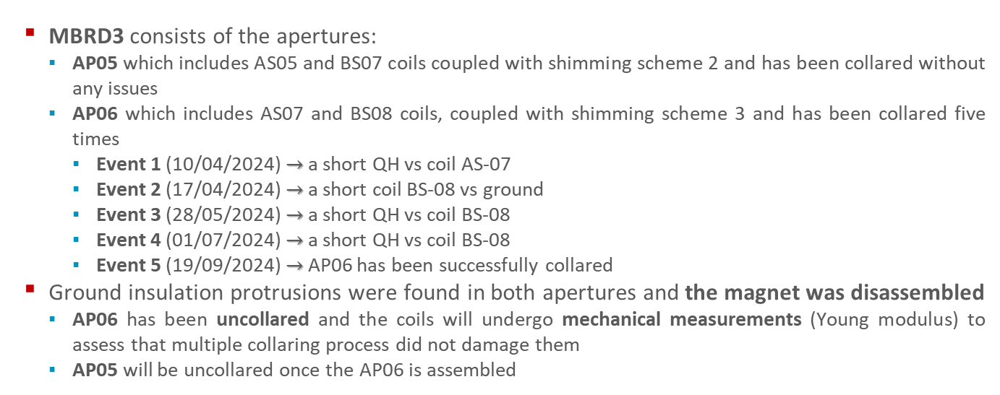 MBRD3 consists of the apertures:
AP05 which includes AS05 and BS07 coils coupled with shimming scheme 2 and has been collared without
any issues
AP06 which includes AS07 and BS08 coils, coupled with shimming scheme 3 and has been collared five
times
Event 1 (10/04/2024) → a short QH vs coil AS-07
Event 2 (17/04/2024) → a short coil BS-08 vs ground
Event 3 (28/05/2024) → a short QH vs coil BS-08
Event 4 (01/07/2024) → a short QH vs coil BS-08
Event 5 (19/09/2024) → AP06 has been successfully collared
Ground insulation protrusions were found in both apertures and the magnet was disassembled
AP06 has been uncollared and the coils will undergo mechanical measurements (Young modulus) to
assess that multiple collaring process did not damage them
AP05 will be uncollared once the AP06 is assembled